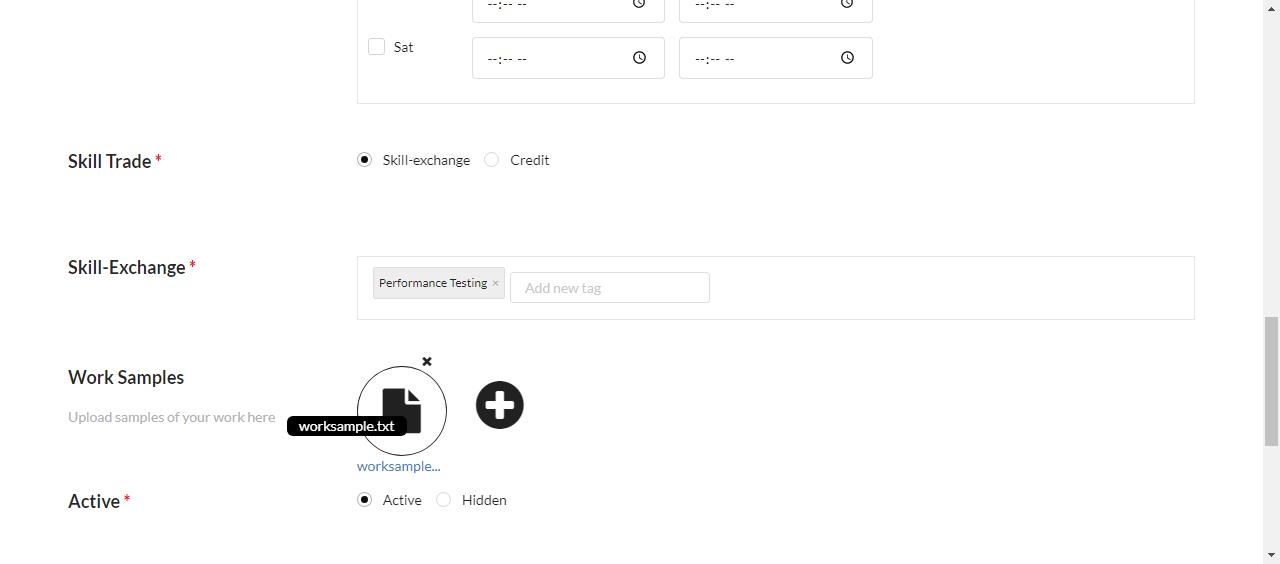 --:-- -- --:-- --
Sat --:-- -- --:-- --
Skill Trade * Skill-exchange Credit
Skill-Exchange * Performance Testing × Add new tag
Work Samples
Upload samples of your work here
worksample.txt
worksample...
Active * Active Hidden